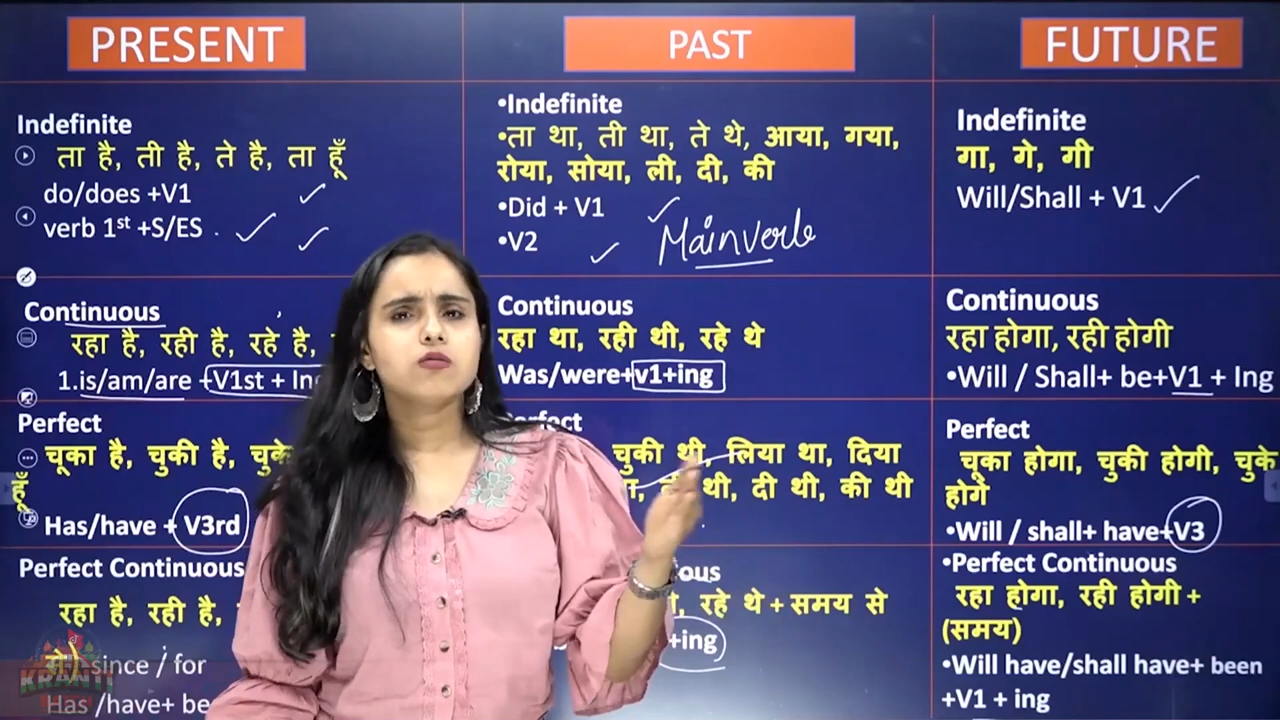 PRESENT
Indefinite
ता है, ती है, ते है, ता हूँ
do/does +V1
verb 1st +S/ES .
Continuous
रहा है, रही है, रहे है,
1.is/am/are +V1st + Ing
Perfect
चूका है, चुकी है, चुके
हूँ
Has/have + V3rd
Perfect Continuous
रहा है, रही है,
since / for
Has /have+ be
PAST
•Indefinite
•ता था, ती था, ते थे, आया, गया,
रोया, सोया, ली, दी, की
•Did + V1
•V2
Mainverb
Continuous
रहा था, रही थी, रहे थे
Was/were+v1+ing
Perfect
चुकी थी, लिया था, दिया
थी, दी थी, की थी
रहे थे + समय से
+ing
FUTURE
Indefinite
गा, गे, गी
Will/Shall + V1
Continuous
रहा होगा, रही होगी
•Will / Shall+ be+V1 + Ing
Perfect
चूका होगा, चुकी होगी, चुके
होगे
•Will / shall+ have+V3
•Perfect Continuous
रहा होगा, रही होगी +
(समय)
•Will have/shall have+ been
+V1 + ing
KRANTI